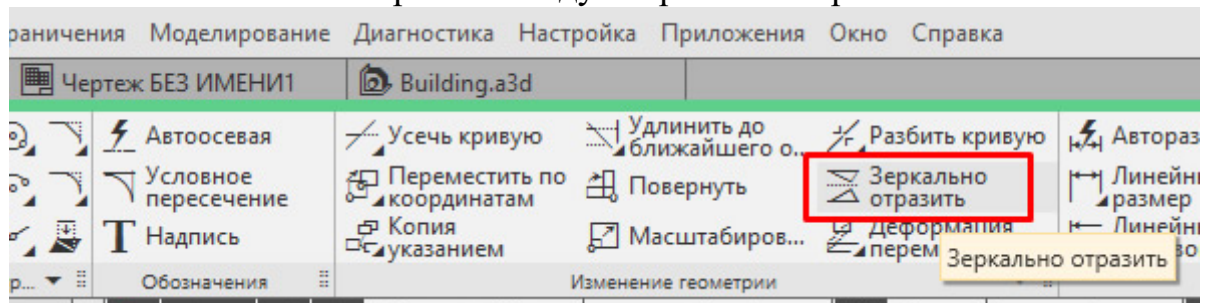 раничения Моделирование Диагностика Настройка Приложения Окно Справка
Чертеж БЕЗ ИМЕНИ1 Building.a3d
Автоосевая Усечь кривую Удлинить до ближайшего о... Разбить кривую Автораз
Условное пересечение Переместить по координатам Повернуть Зеркально отразить Линейн размер
Надпись Копия указанием Масштабиров... Деформация перем Линейн
Зеркально отразить
р... Обозначения Изменение геометрии